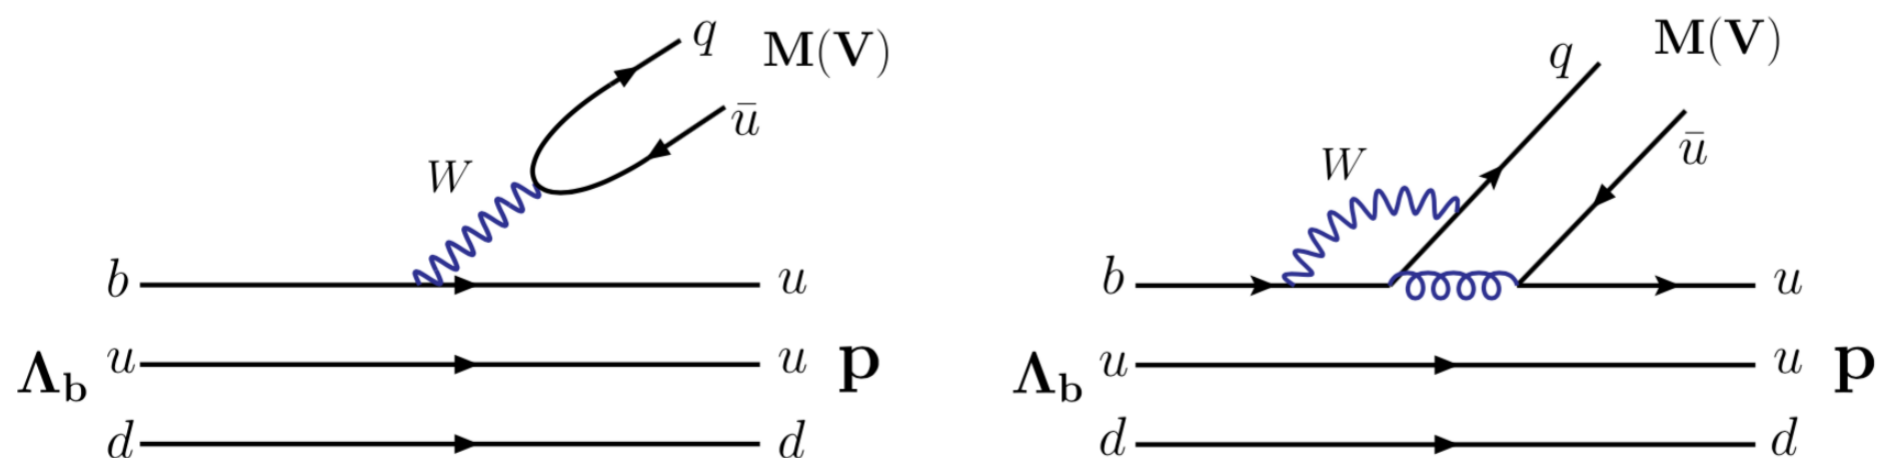 q M(V)
ū
W
b u
Λb u u p
d d
q M(V)
ū
W
b u
Λb u u p
d d